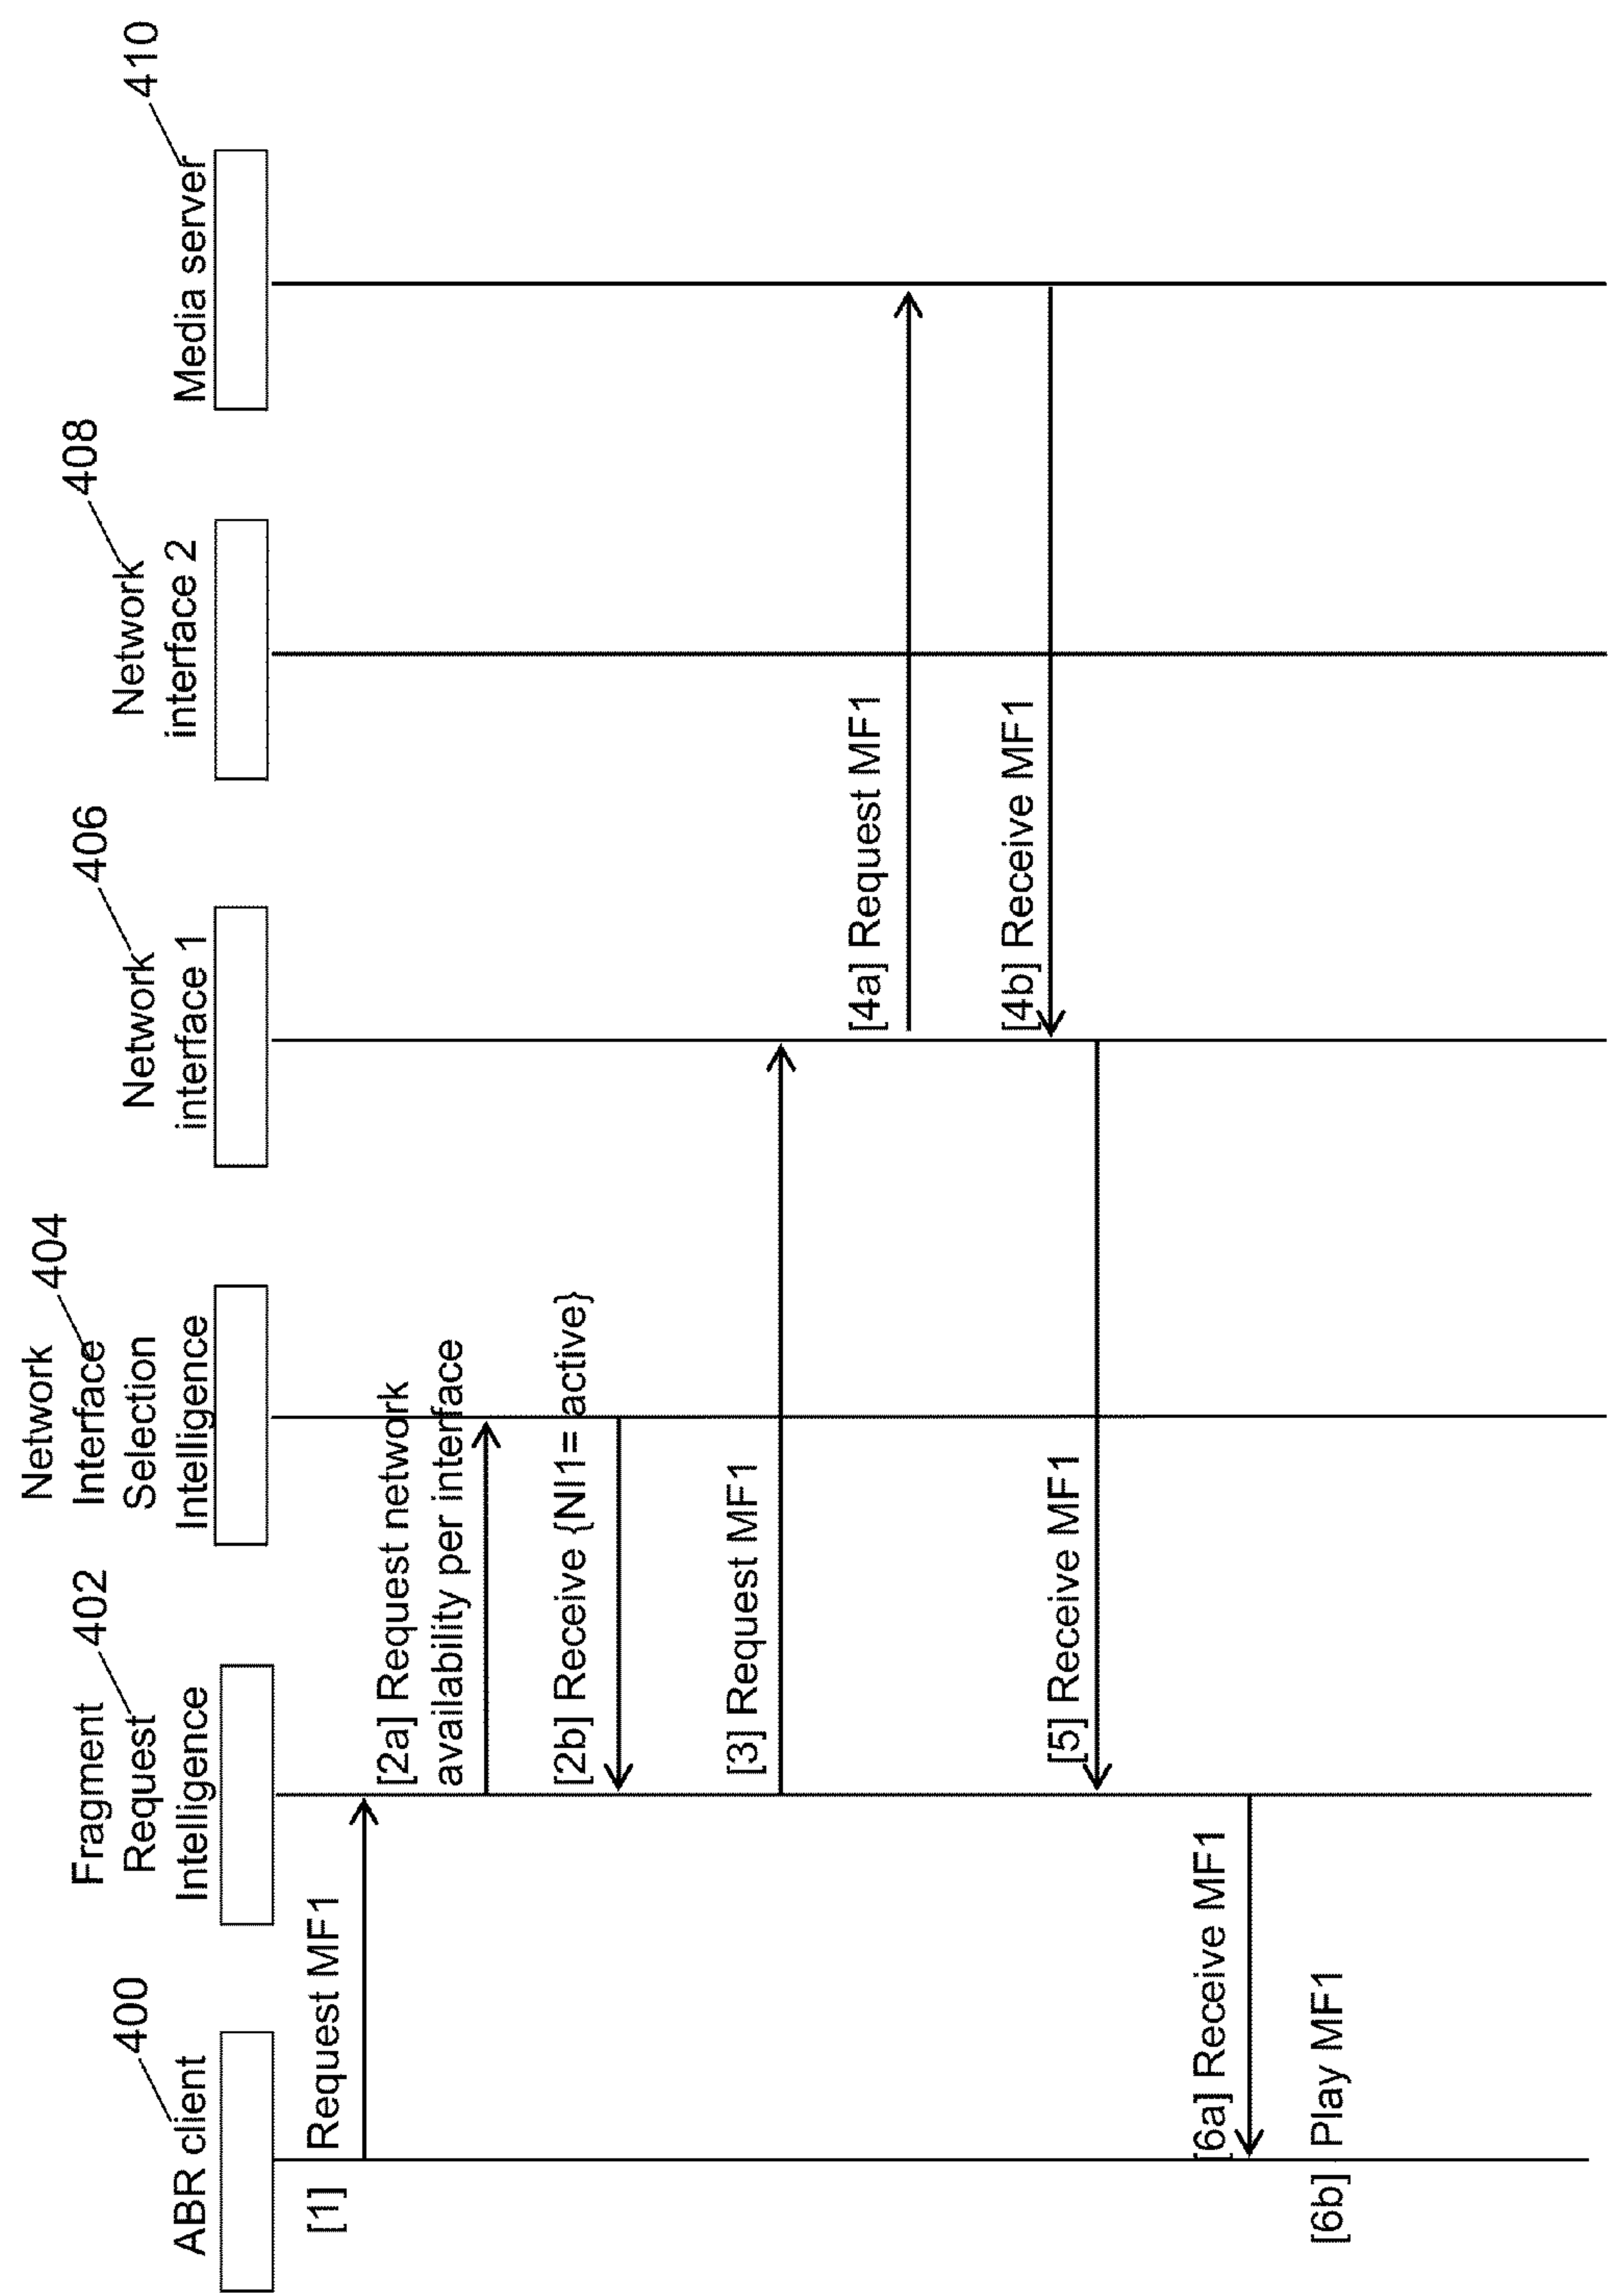 ABR client
400
Fragment
Request
Intelligence
402
Network
Interface
Selection
Intelligence
404
Network
interface 1
406
Network
interface 2
408
Media server
410
[1] Request MF1
[2a] Request network
availability per interface
[2b] Receive {NI1= active}
[3] Request MF1
[4a] Request MF1
[4b] Receive MF1
[5] Receive MF1
[6a] Receive MF1
[6b] Play MF1